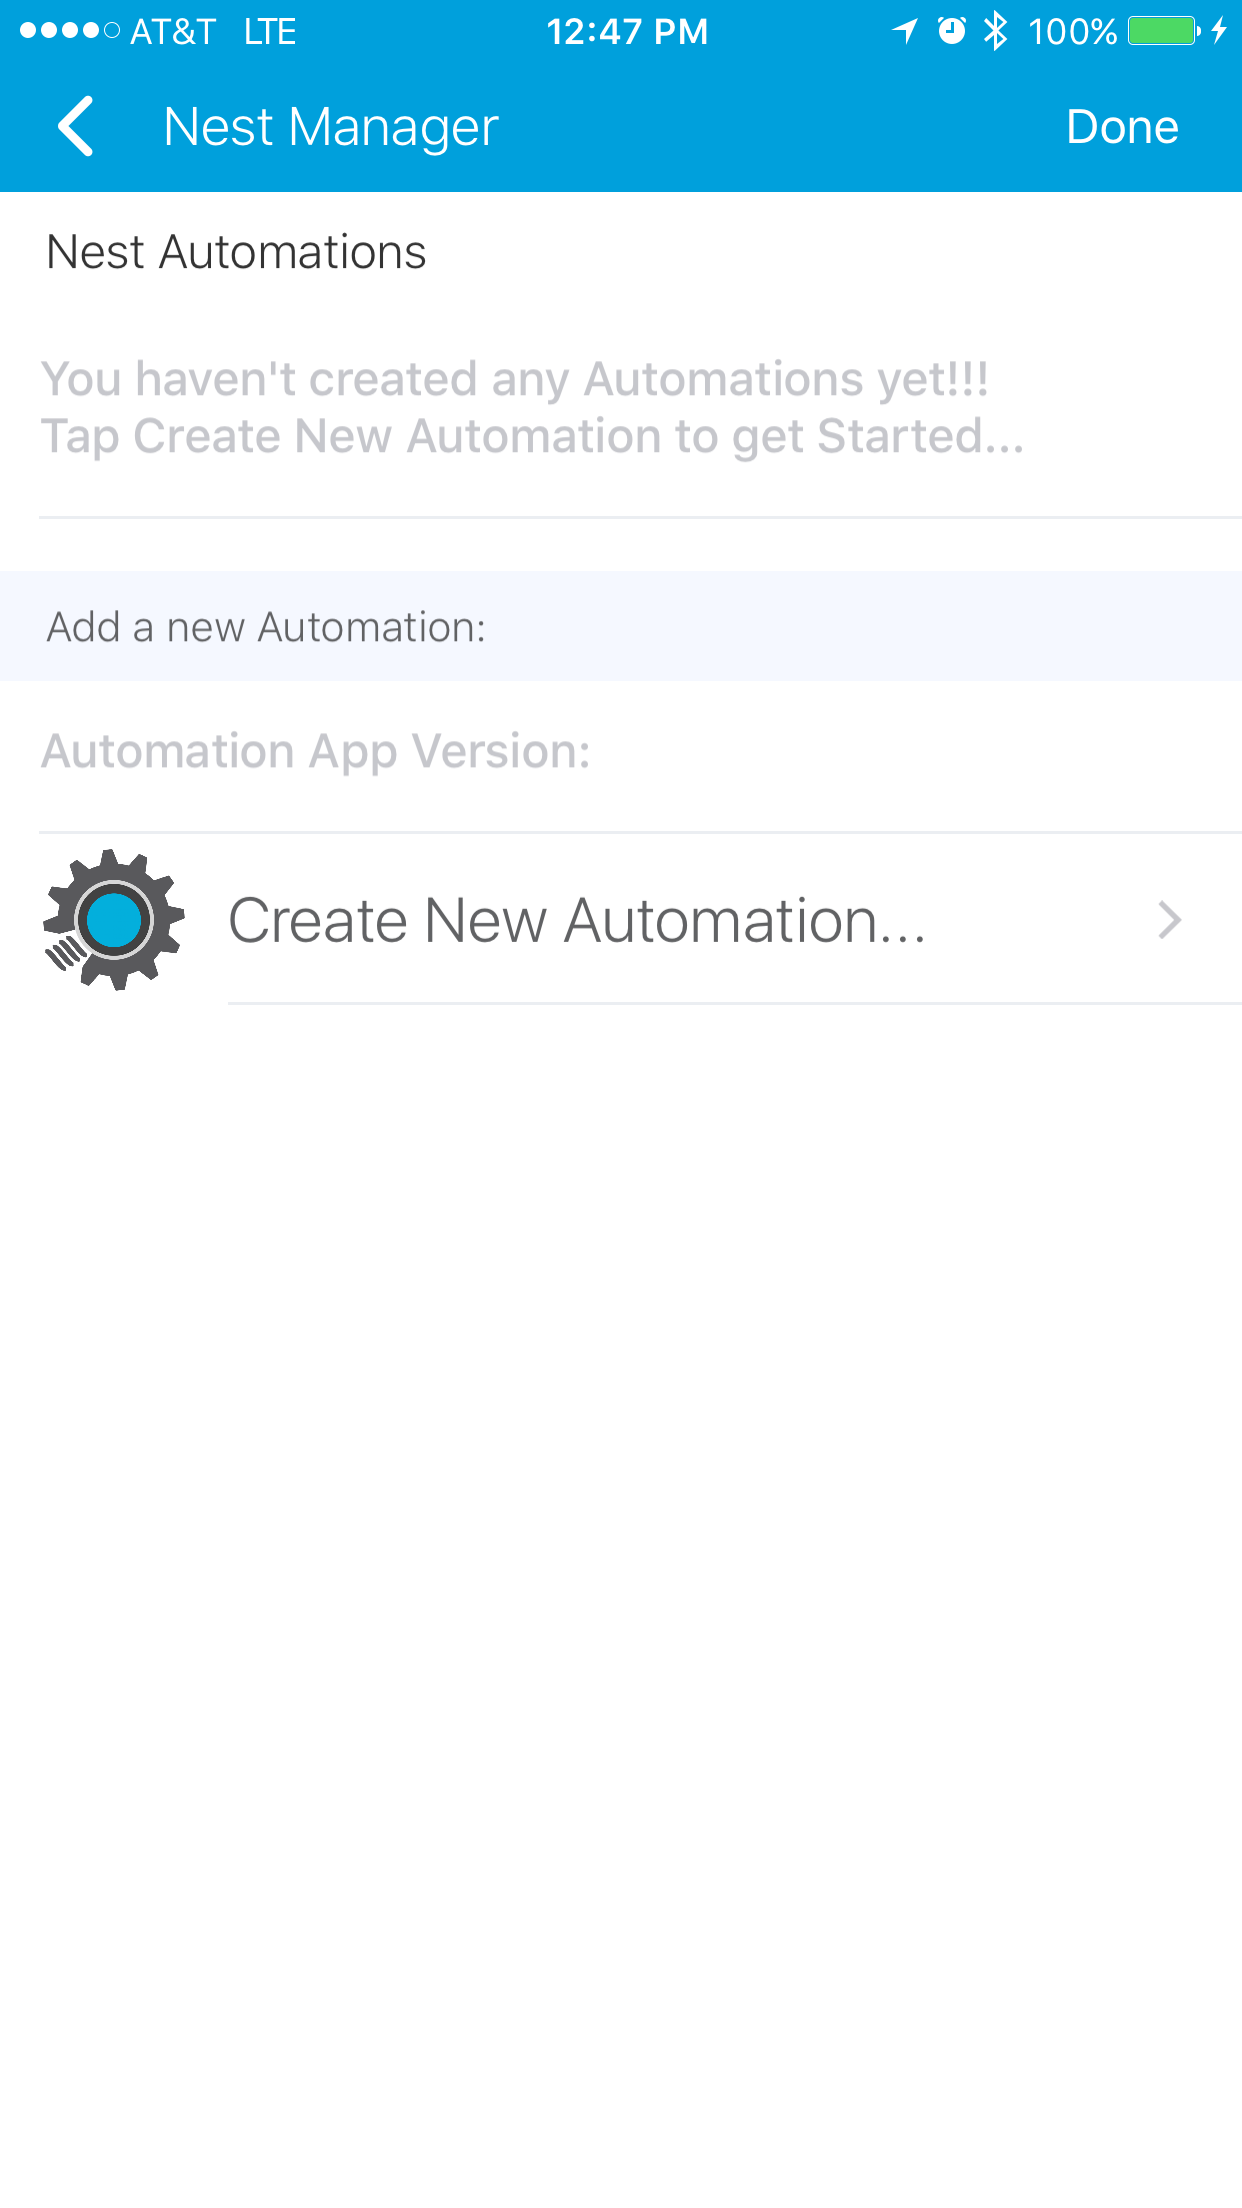 AT&T LTE 12:47 PM 100%
Nest Manager Done
Nest Automations
You haven't created any Automations yet!!!
Tap Create New Automation to get Started...
Add a new Automation:
Automation App Version:
Create New Automation...